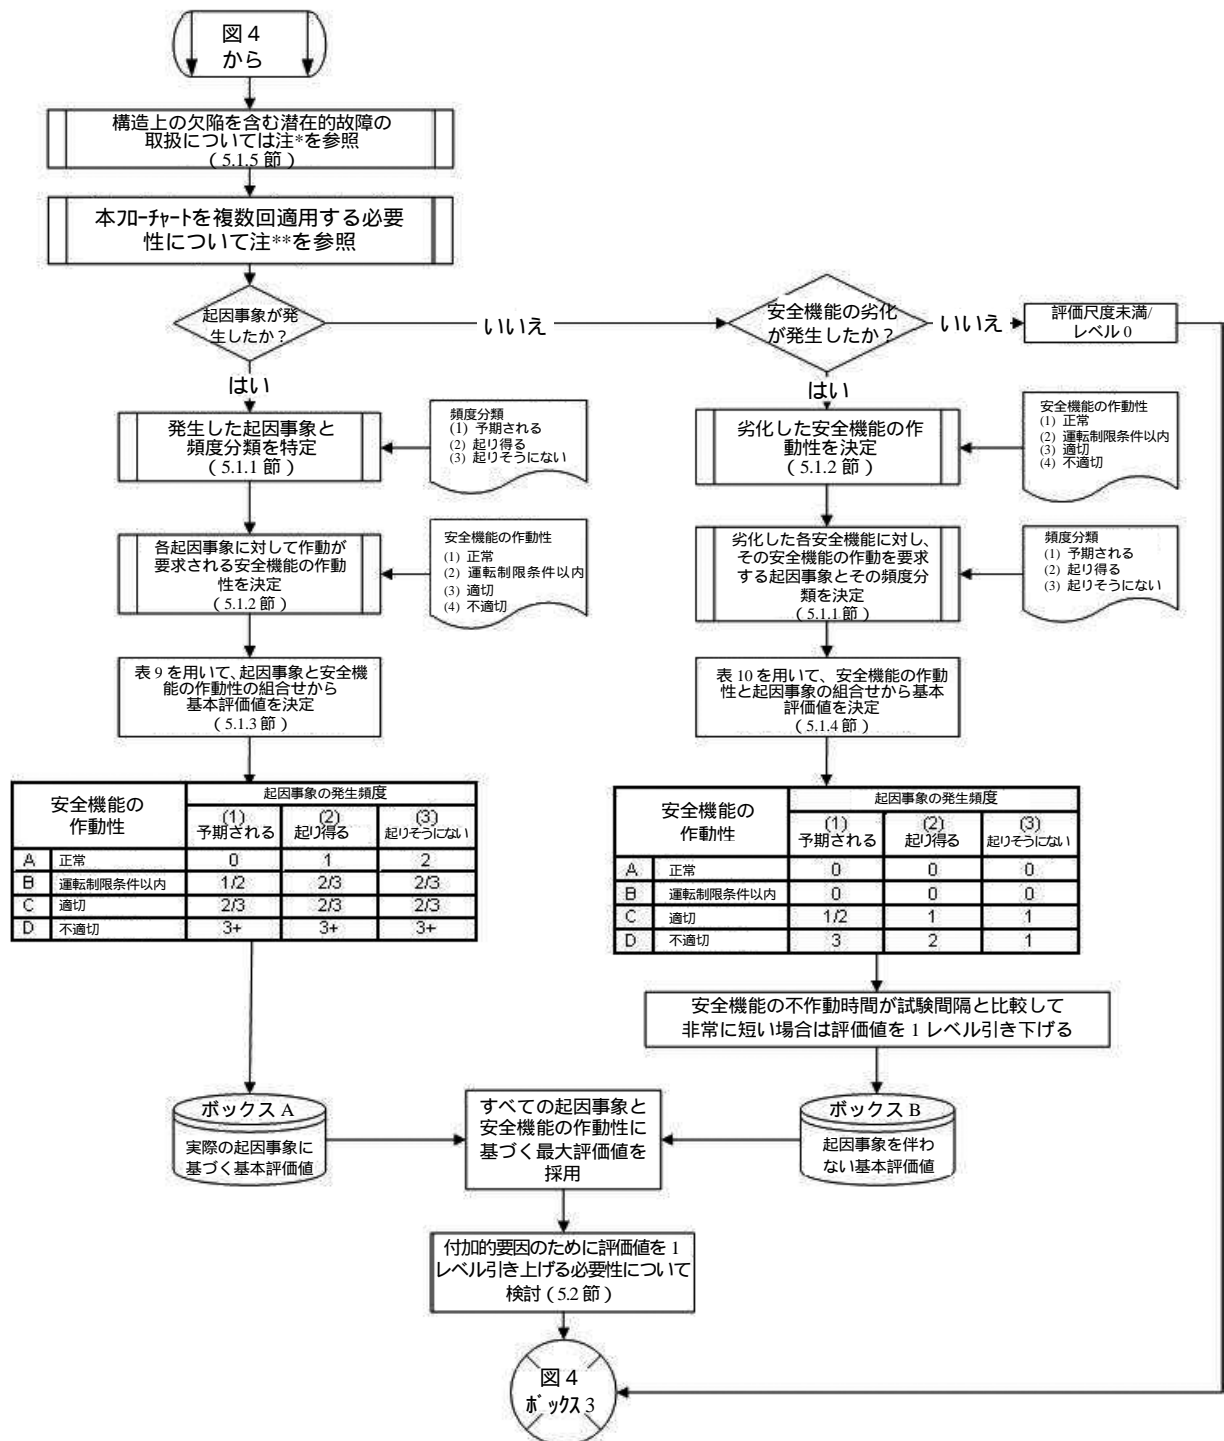 図4
から
構造上の欠陥を含む潜在的故障の
取扱については注*を参照
（5.1.5 節）
本フローチャートを複数回適用する必要
性について注**を参照
起因事象が発
生したか？
いいえ
安全機能の劣化
が発生したか？
いいえ
評価尺度未満/
レベル 0
はい
はい
発生した起因事象と
頻度分類を特定
（5.1.1 節）
頻度分類
(1) 予期される
(2) 起り得る
(3) 起りそうにない
劣化した安全機能の作
動性を決定
（5.1.2 節）
安全機能の作動性
(1) 正常
(2) 運転制限条件以内
(3) 適切
(4) 不適切
各起因事象に対して作動が
要求される安全機能の作動
性を決定
（5.1.2 節）
安全機能の作動性
(1) 正常
(2) 運転制限条件以内
(3) 適切
(4) 不適切
劣化した各安全機能に対し、
その安全機能の作動を要求
する起因事象とその頻度分
類を決定
（5.1.1 節）
頻度分類
(1) 予期される
(2) 起り得る
(3) 起りそうにない
表 9 を用いて、起因事象と安全機
能の作動性の組合せから
基本評価値を決定
（5.1.3 節）
表 10 を用いて、安全機能の作動
性と起因事象の組合せから基本
評価値を決定
（5.1.4 節）
安全機能の
作動性
起因事象の発生頻度
(1) (2) (3)
予期される 起り得る 起りそうにない
A 正常 0 1 2
B 運転制限条件以内 1/2 2/3 2/3
C 適切 2/3 2/3 2/3
D 不適切 3+ 3+ 3+
安全機能の
作動性
起因事象の発生頻度
(1) (2) (3)
予期される 起り得る 起りそうにない
A 正常 0 0 0
B 運転制限条件以内 0 0 0
C 適切 1/2 1 1
D 不適切 3 2 1
安全機能の不作動時間が試験間隔と比較して
非常に短い場合は評価値を 1 レベル引き下げる
ボックス A
実際の起因事象に
基づく基本評価値
すべての起因事象と
安全機能の作動性に
基づく最大評価値を
採用
ボックス B
起因事象を伴わ
ない基本評価値
付加的要因のために評価値を 1
レベル引き上げる必要性について
検討（5.2 節）
図4
ボックス 3